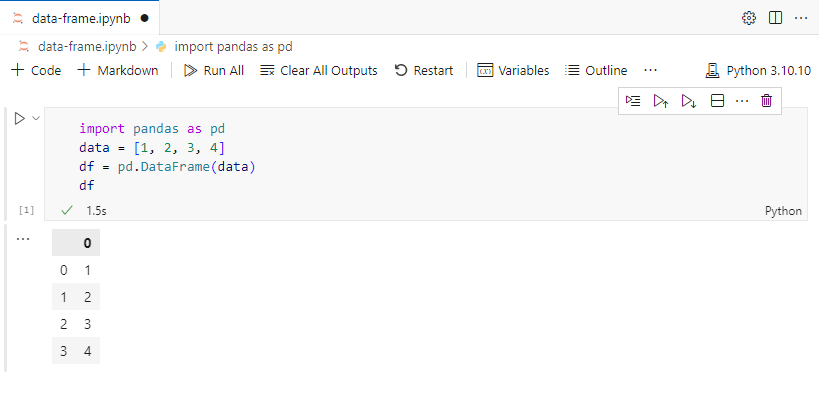 data-frame.ipynb
data-frame.ipynb > import pandas as pd
+ Code + Markdown Run All Clear All Outputs Restart (x) Variables Outline ... Python 3.10.10
import pandas as pd
data = [1, 2, 3, 4]
df = pd.DataFrame(data)
df
[1] 1.5s Python
0
0 1
1 2
2 3
3 4